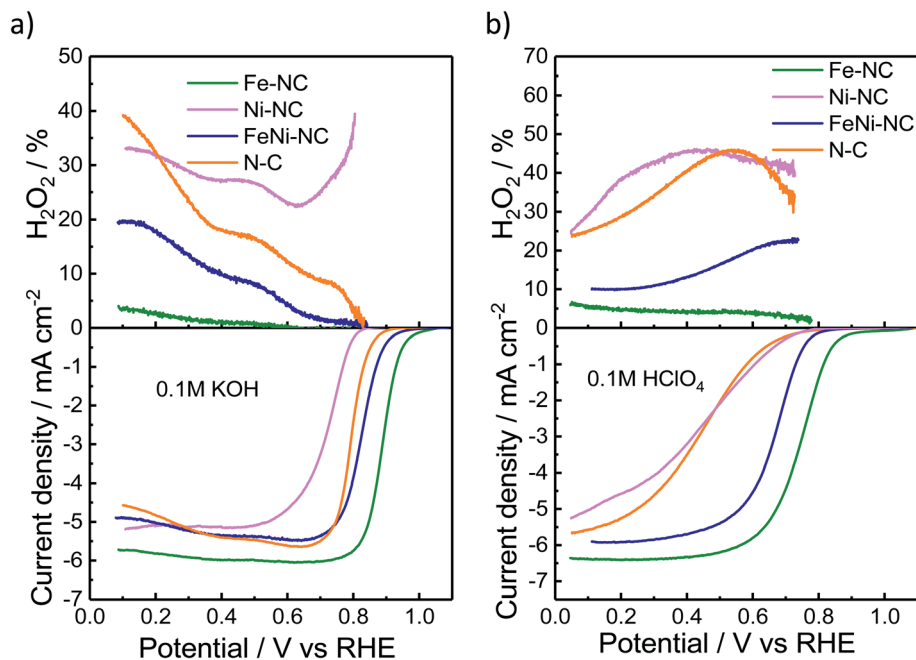 a)
50
40
30
20
10
0
H₂O₂ / %
Fe-NC
Ni-NC
FeNi-NC
N-C
-1
-2
-3
-4
-5
-6
-7
Current density / mA cm⁻²
0.1M KOH
0.0 0.2 0.4 0.6 0.8 1.0
Potential / V vs RHE
b)
70
60
50
40
30
20
10
0
H₂O₂ / %
Fe-NC
Ni-NC
FeNi-NC
N-C
-1
-2
-3
-4
-5
-6
-7
Current density / mA cm⁻²
0.1M HClO₄
0.0 0.2 0.4 0.6 0.8 1.0
Potential / V vs RHE